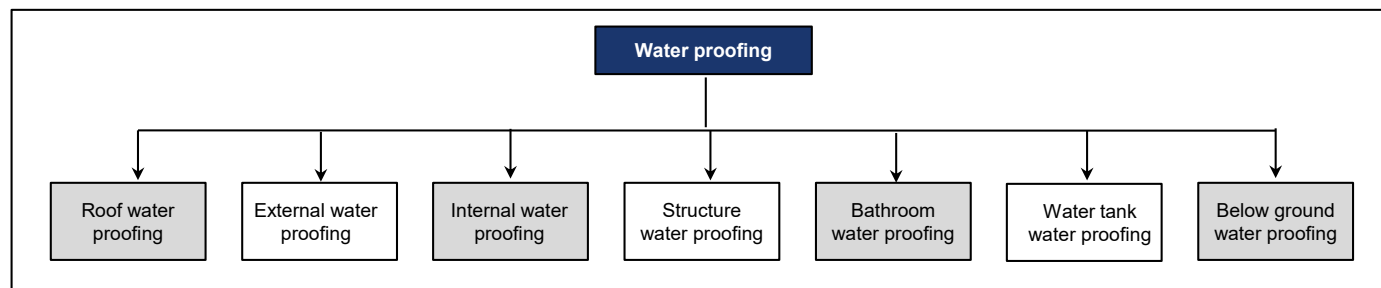 Water proofing
Roof water
proofing
External water
proofing
Internal water
proofing
Structure
water proofing
Bathroom
water proofing
Water tank
water proofing
Below ground
water proofing